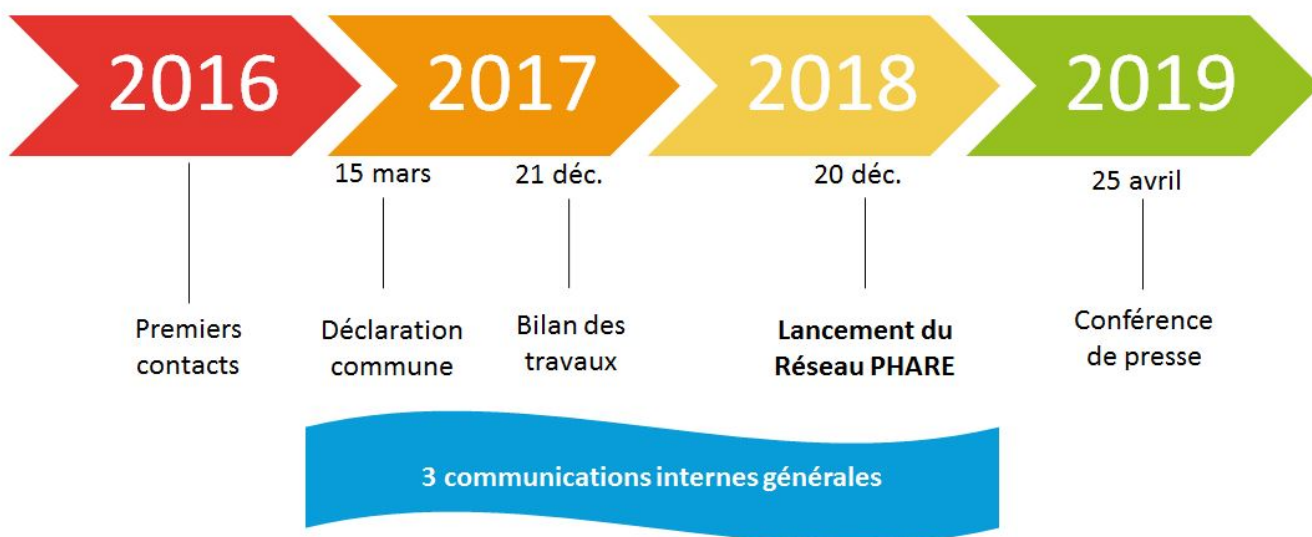 2016 2017 2018 2019
15 mars 21 déc. 20 déc. 25 avril
Premiers
contacts
Déclaration
commune
Bilan des
travaux
Lancement du
Réseau PHARE
Conférence
de presse
3 communications internes générales